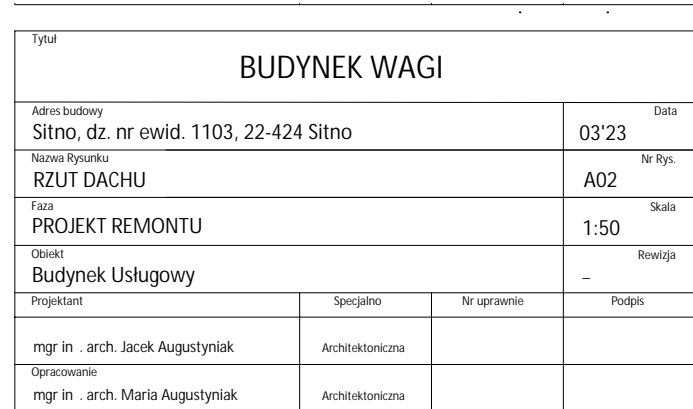 Tytuł
BUDYNEK WAGI
Adres budowy
Data
Sitno, dz. nr ewid. 1103, 22-424 Sitno
03'23
Nazwa Rysunku
Nr Rys.
RZUT DACHU
A02
Faza
Skala
PROJEKT REMONTU
1:50
Obiekt
Rewizja
Budynek Usługowy
–
Projektant
Specjalno
Nr uprawnie
Podpis
mgr in . arch. Jacek Augustyniak
Architektoniczna
Opracowanie
mgr in . arch. Maria Augustyniak
Architektoniczna